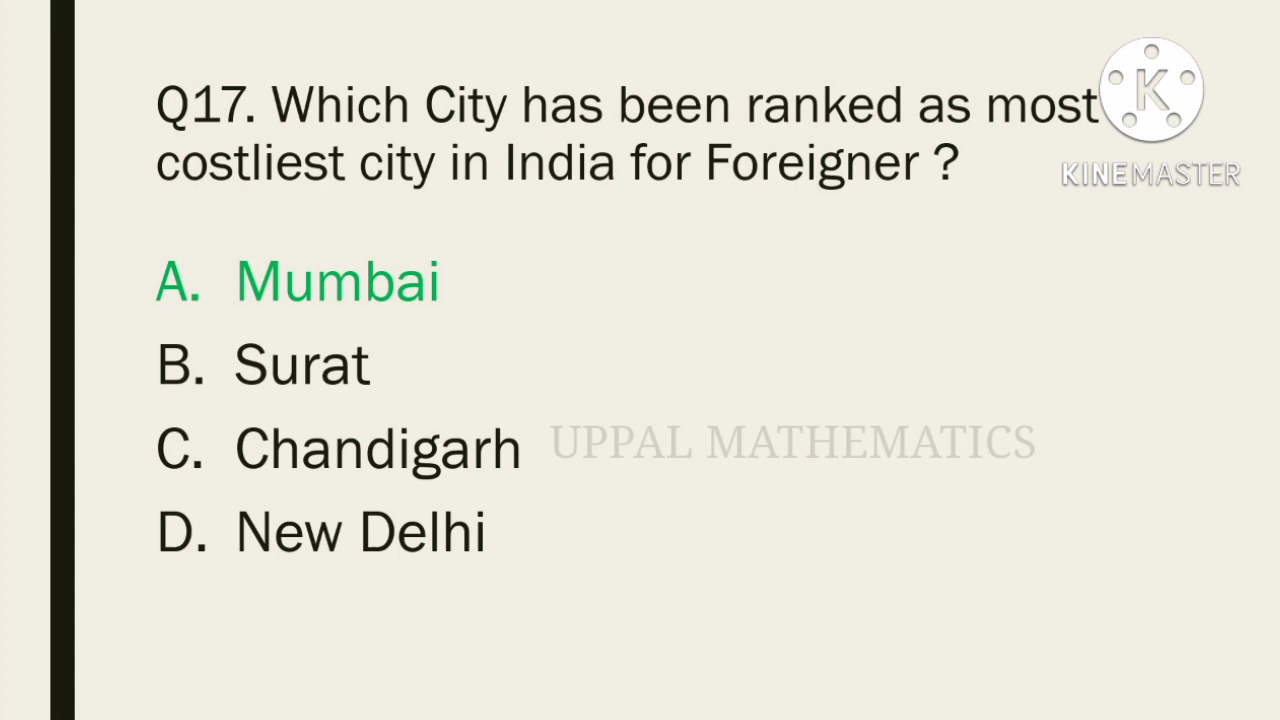 Q17. Which City has been ranked as most
costliest city in India for Foreigner ?
K
KINEMASTER
A. Mumbai
B. Surat
C. Chandigarh
UPPAL MATHEMATICS
D. New Delhi